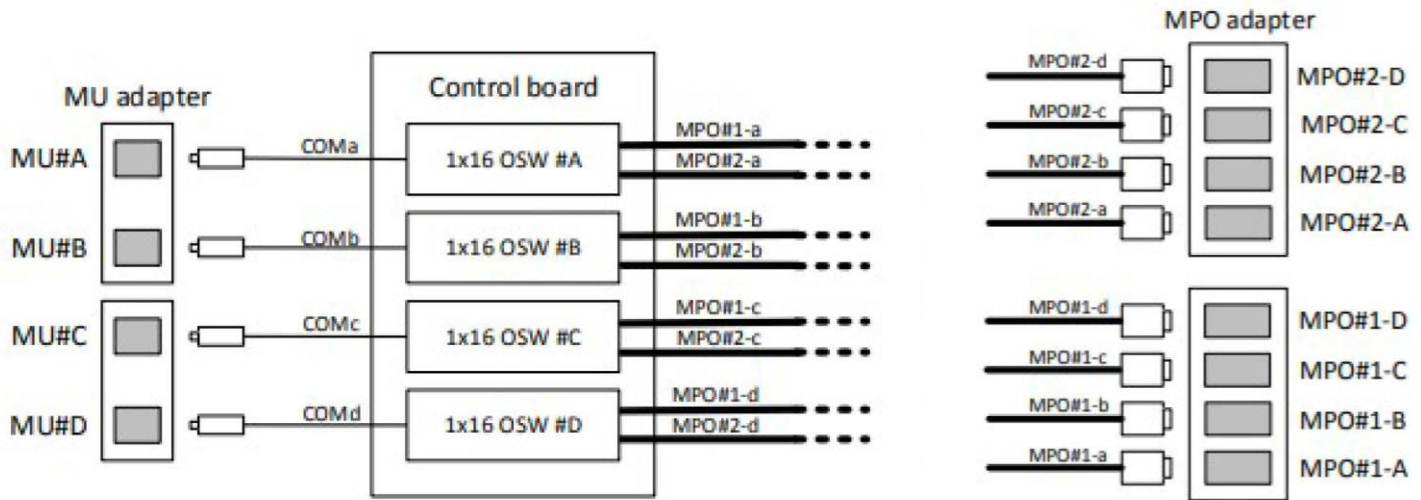 MU adapter
MU#A
MU#B
MU#C
MU#D
COMa
COMb
COMc
COMd
Control board
1x16 OSW #A
1x16 OSW #B
1x16 OSW #C
1x16 OSW #D
MPO#1-a
MPO#2-a
MPO#1-b
MPO#2-b
MPO#1-c
MPO#2-c
MPO#1-d
MPO#2-d
MPO adapter
MPO#2-d
MPO#2-D
MPO#2-c
MPO#2-C
MPO#2-b
MPO#2-B
MPO#2-a
MPO#2-A
MPO#1-d
MPO#1-D
MPO#1-c
MPO#1-C
MPO#1-b
MPO#1-B
MPO#1-a
MPO#1-A